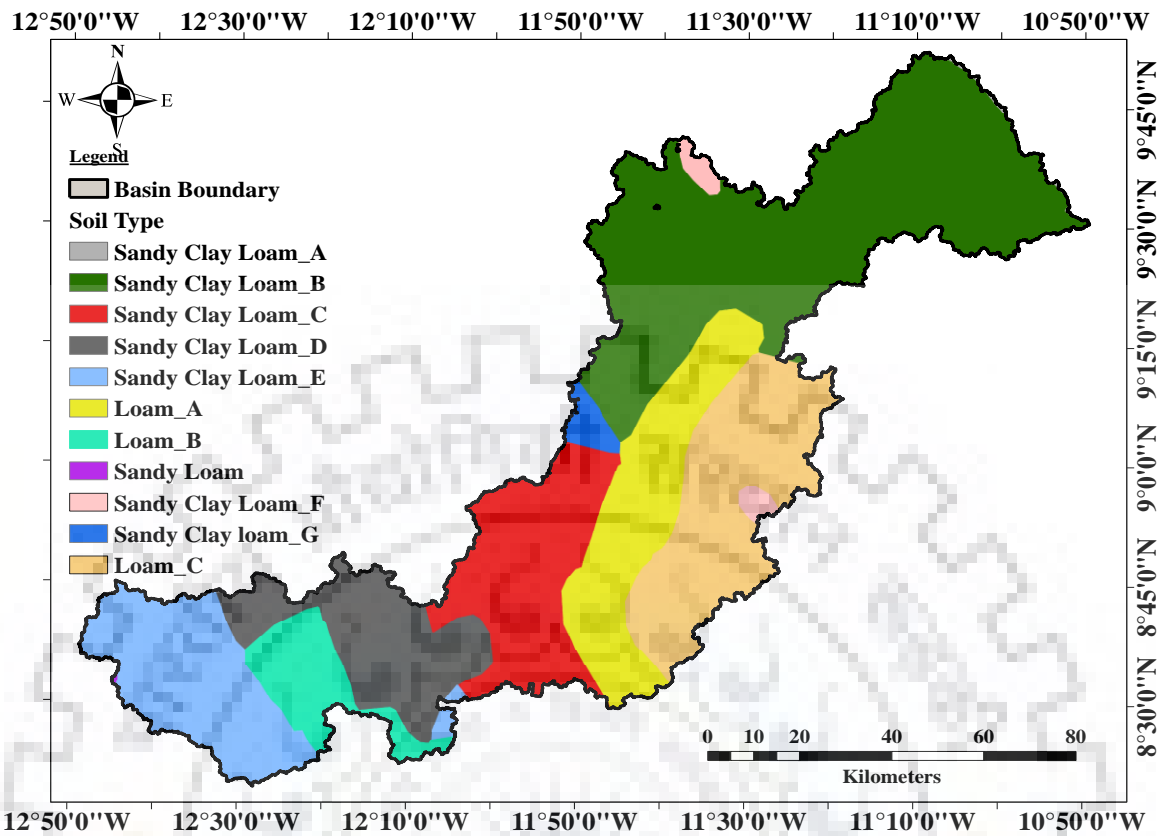 12°50'0''W 12°30'0''W 12°10'0''W 11°50'0''W 11°30'0''W 11°10'0''W 10°50'0''W
N
W E
S
Legend
Basin Boundary
Soil Type
Sandy Clay Loam_A
Sandy Clay Loam_B
Sandy Clay Loam_C
Sandy Clay Loam_D
Sandy Clay Loam_E
Loam_A
Loam_B
Sandy Loam
Sandy Clay Loam_F
Sandy Clay loam_G
Loam_C
9°45'0''N
9°30'0''N
9°15'0''N
9°0'0''N
8°45'0''N
8°30'0''N
0 10 20 40 60 80
Kilometers
12°50'0''W 12°30'0''W 12°10'0''W 11°50'0''W 11°30'0''W 11°10'0''W 10°50'0''W